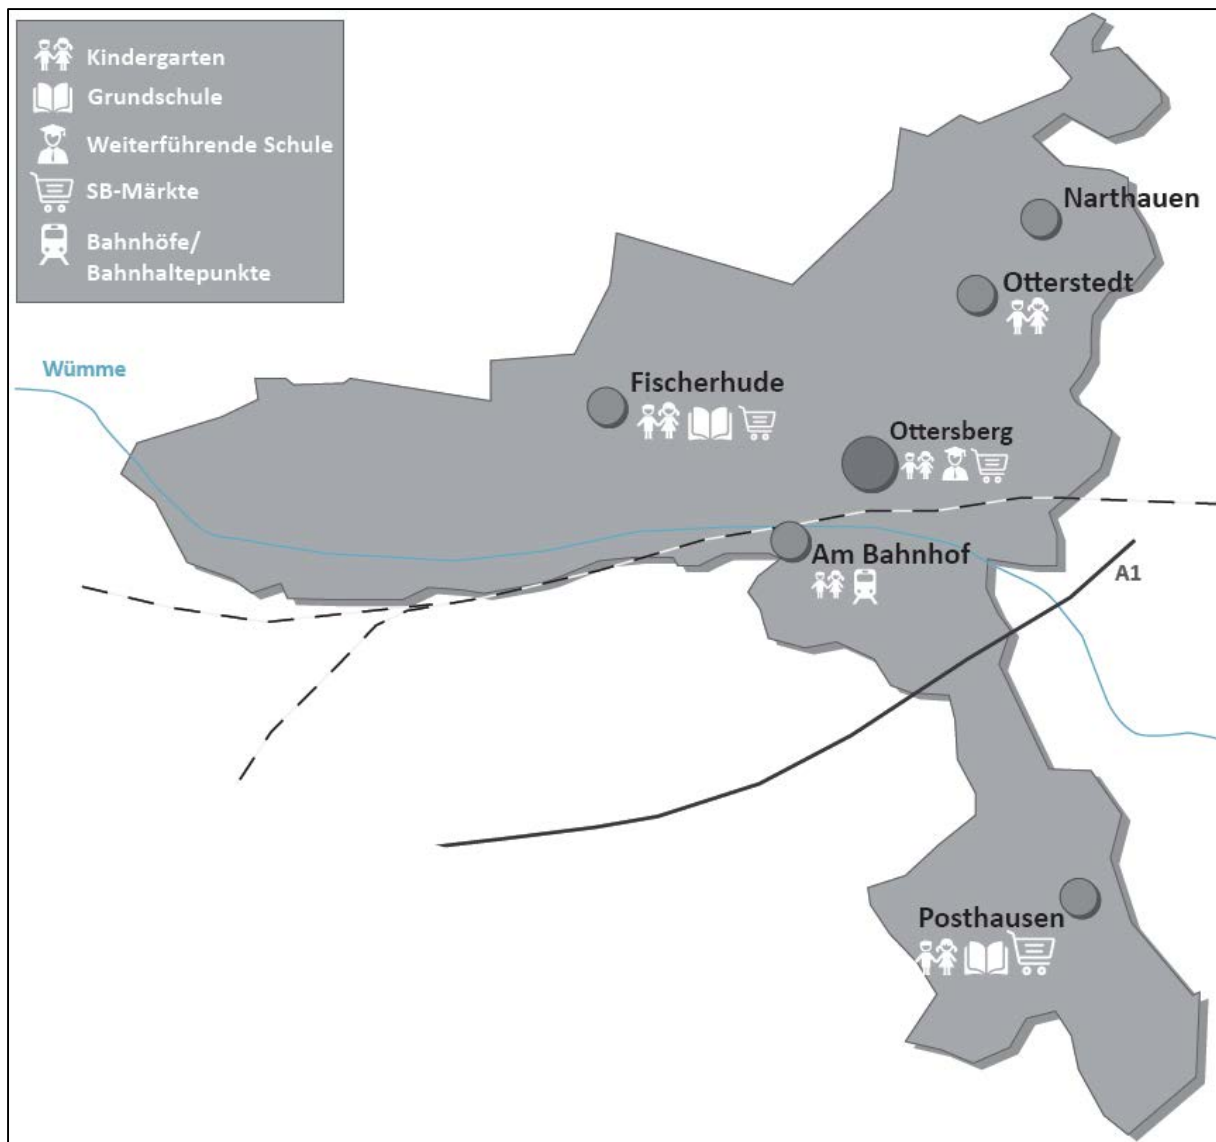 Kindergarten
Grundschule
Weiterführende Schule
SB-Märkte
Bahnhöfe/
Bahnhaltepunkte
Narthauen
Otterstedt
Wümme
Fischerhude
Ottersberg
Am Bahnhof
A1
Posthausen